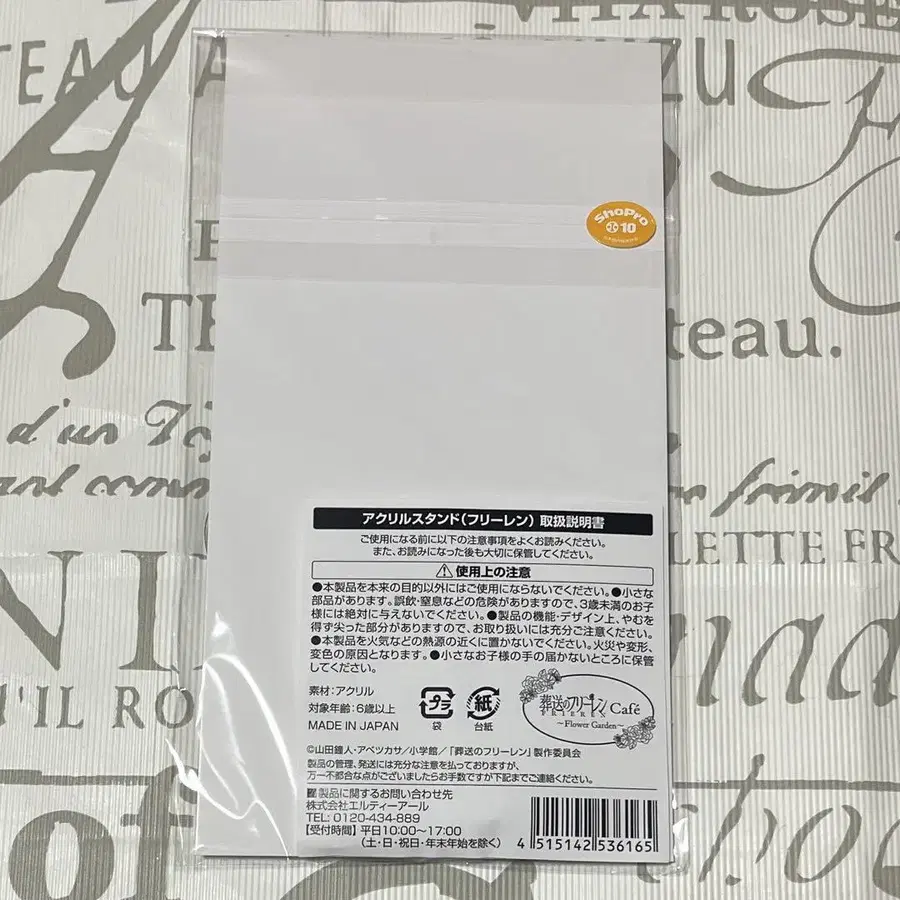 VITA ROSE
TEAU
ZU
ShoPro
10
teau.
d'un
ant comm
frimil
LETTE FR
NI
U'IL RO
アクリルスタンド(フリーレン) 取扱説明書
ご使用になる前に以下の注意事項をよくお読みください。
また、お読みになった後も大切に保管してください。
使用上の注意
●本製品を本来の目的以外にはご使用にならないでください。●小さな
部品があります。誤飲・窒息などの危険がありますので、3歳未満のお子
様には絶対に与えないでください。●製品の機能・デザイン上、やむを
得ず尖った部分がありますので、お取り扱いには充分ご注意ください。
●本製品を火気などの熱源の近くに置かないでください。火災や変形、
変色の原因となります。●小さなお子様の手の届かないところに保管
してください。
素材:アクリル
対象年齢:6歳以上
MADE IN JAPAN
プラ
袋
紙
台紙
葬送のフリーレン Café
FRIEREN
~Flower Garden~
©山田鐘人・アベツカサ/小学館/「葬送のフリーレン」製作委員会
製品の管理、発送には充分な注意を払っておりますが、
万一不都合な点がございましたらお手数ですが下記までご連絡ください。
製品に関するお問い合わせ先
株式会社エルティーアール
TEL: 0120-434-889
【受付時間】平日10:00~17:00
(土・日・祝日・年末年始を除く)
4 515142 536165